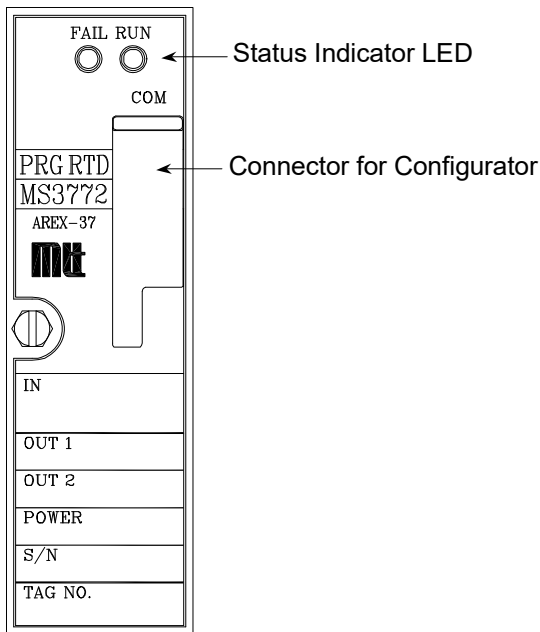 FAIL RUN
Status Indicator LED
COM
Connector for Configurator
PRG RTD
MS3772
AREX-37
Mtt
IN
OUT 1
OUT 2
POWER
S/N
TAG NO.